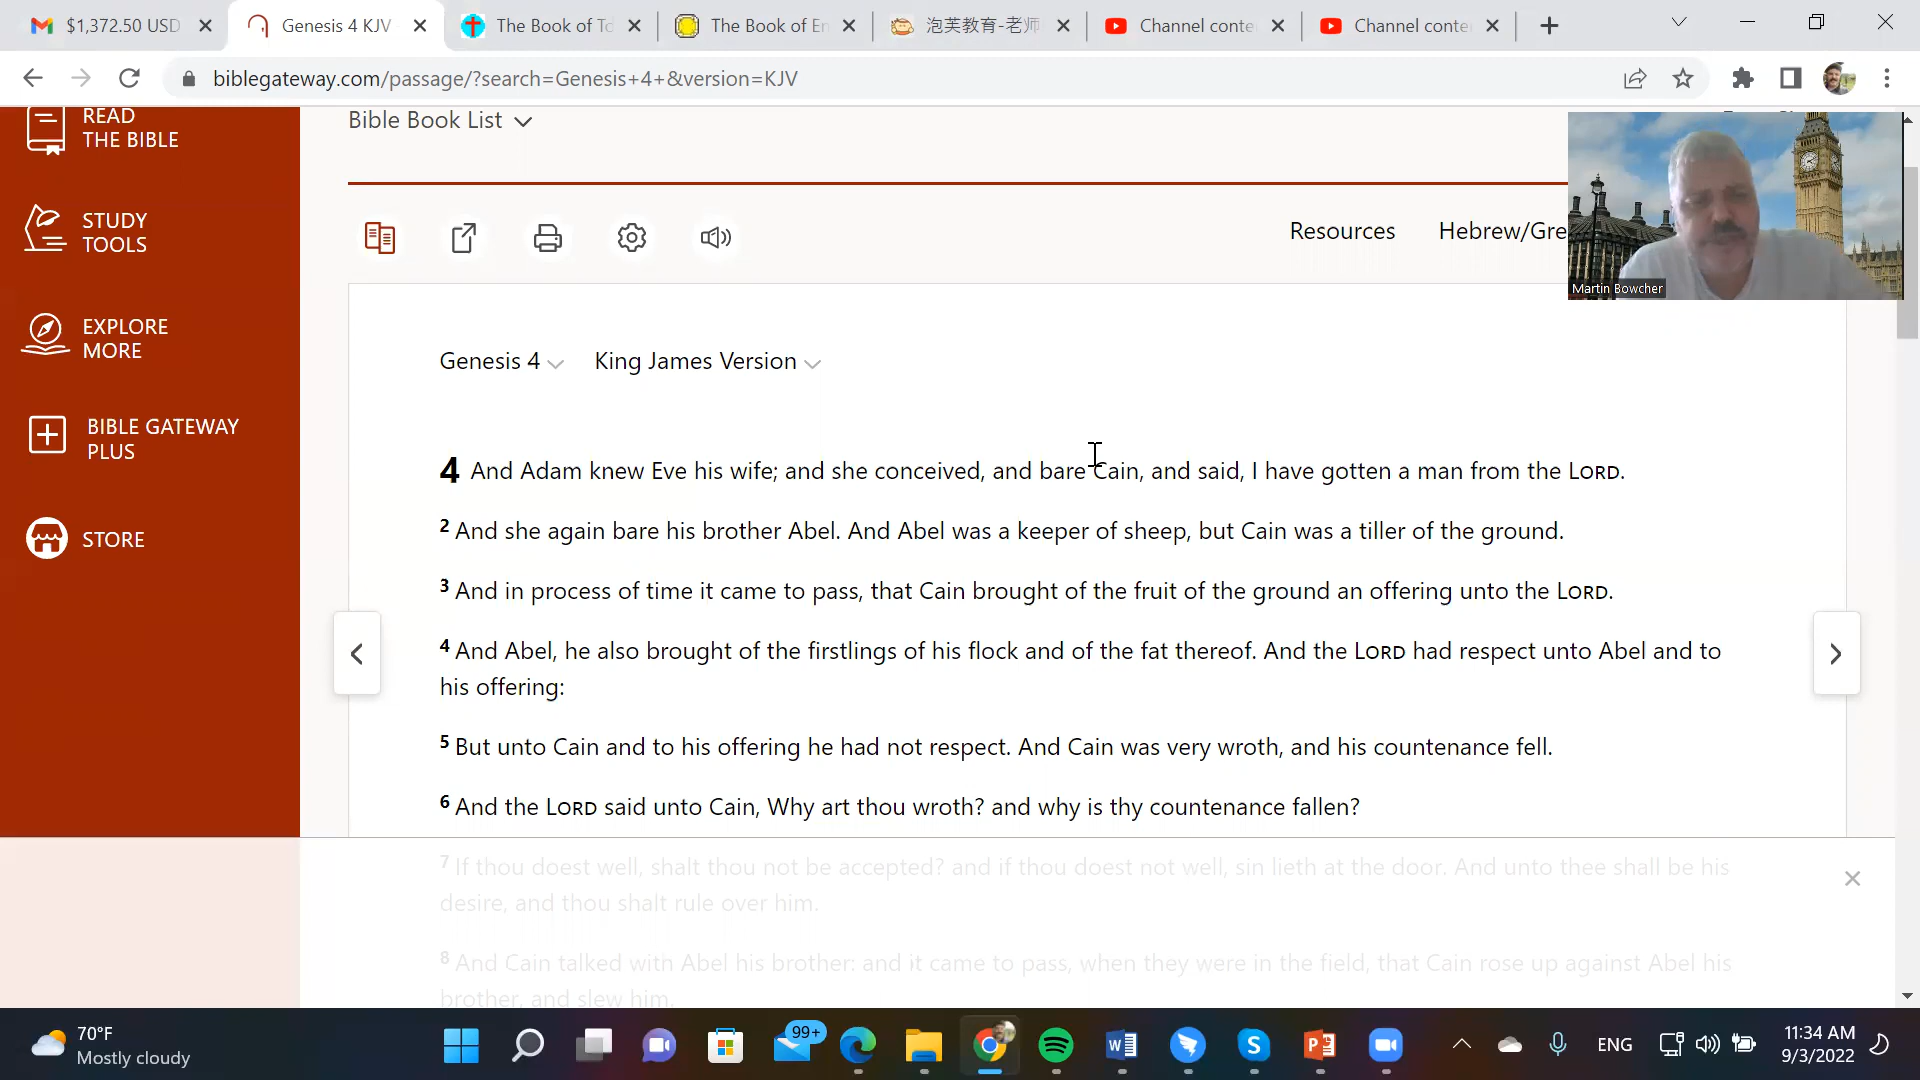 $1,372.50 USD
Genesis 4 KJV
The Book of To
The Book of En
泡芙教育-老师
Channel conte
Channel conte
biblegateway.com/passage/?search=Genesis+4+&version=KJV
READ
THE BIBLE
STUDY
TOOLS
EXPLORE
MORE
BIBLE GATEWAY
PLUS
STORE
Bible Book List
Resources
Hebrew/Gre
Martin Bowcher
Genesis 4
King James Version
4 And Adam knew Eve his wife; and she conceived, and bare Cain, and said, I have gotten a man from the LORD.
2 And she again bare his brother Abel. And Abel was a keeper of sheep, but Cain was a tiller of the ground.
3 And in process of time it came to pass, that Cain brought of the fruit of the ground an offering unto the LORD.
4 And Abel, he also brought of the firstlings of his flock and of the fat thereof. And the LORD had respect unto Abel and to
his offering:
5 But unto Cain and to his offering he had not respect. And Cain was very wroth, and his countenance fell.
6 And the LORD said unto Cain, Why art thou wroth? and why is thy countenance fallen?
7 If thou doest well, shalt thou not be accepted? and if thou doest not well, sin lieth at the door. And unto thee shall be his
desire, and thou shalt rule over him.
8 And Cain talked with Abel his brother: and it came to pass, when they were in the field, that Cain rose up against Abel his
brother, and slew him.
70°F
Mostly cloudy
99+
ENG
11:34 AM
9/3/2022